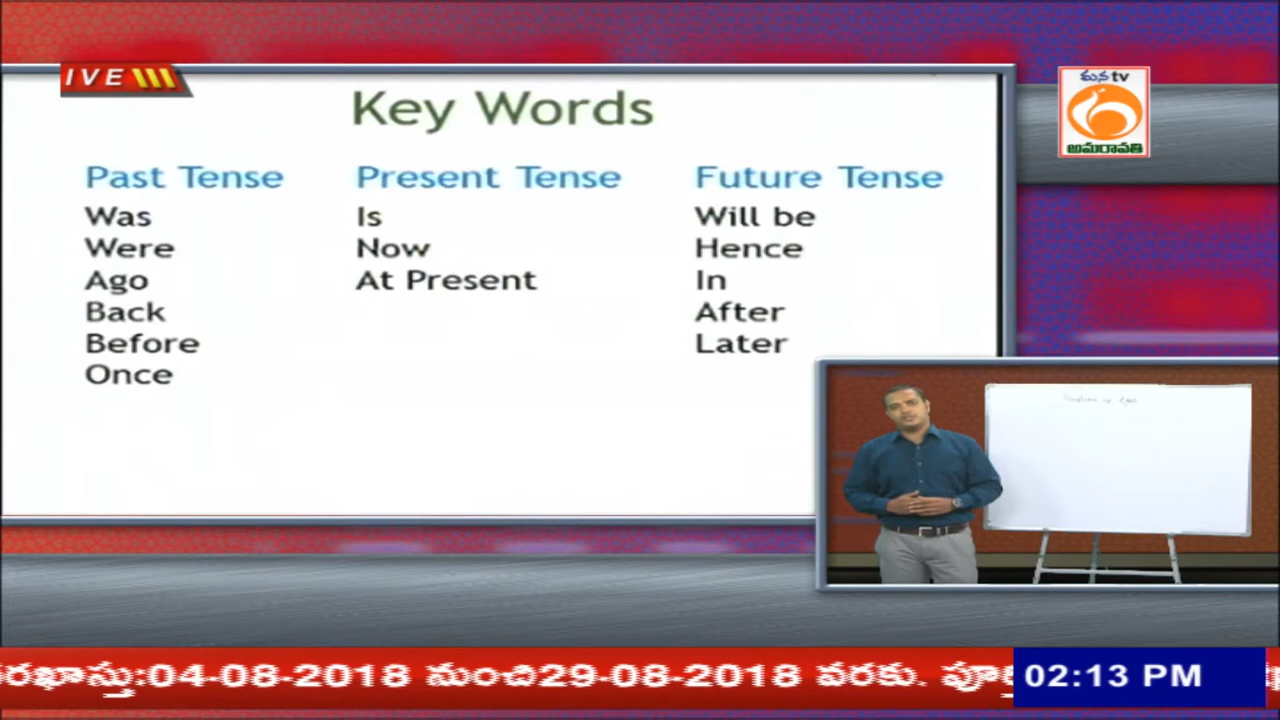 IVE
మన tv
అమరావతి
Key Words
Past Tense
Was
Were
Ago
Back
Before
Once
Present Tense
Is
Now
At Present
Future Tense
Will be
Hence
In
After
Later
రఖాస్తు:04-08-2018 నుంచి29-08-2018 వరకు.
02:13 PM